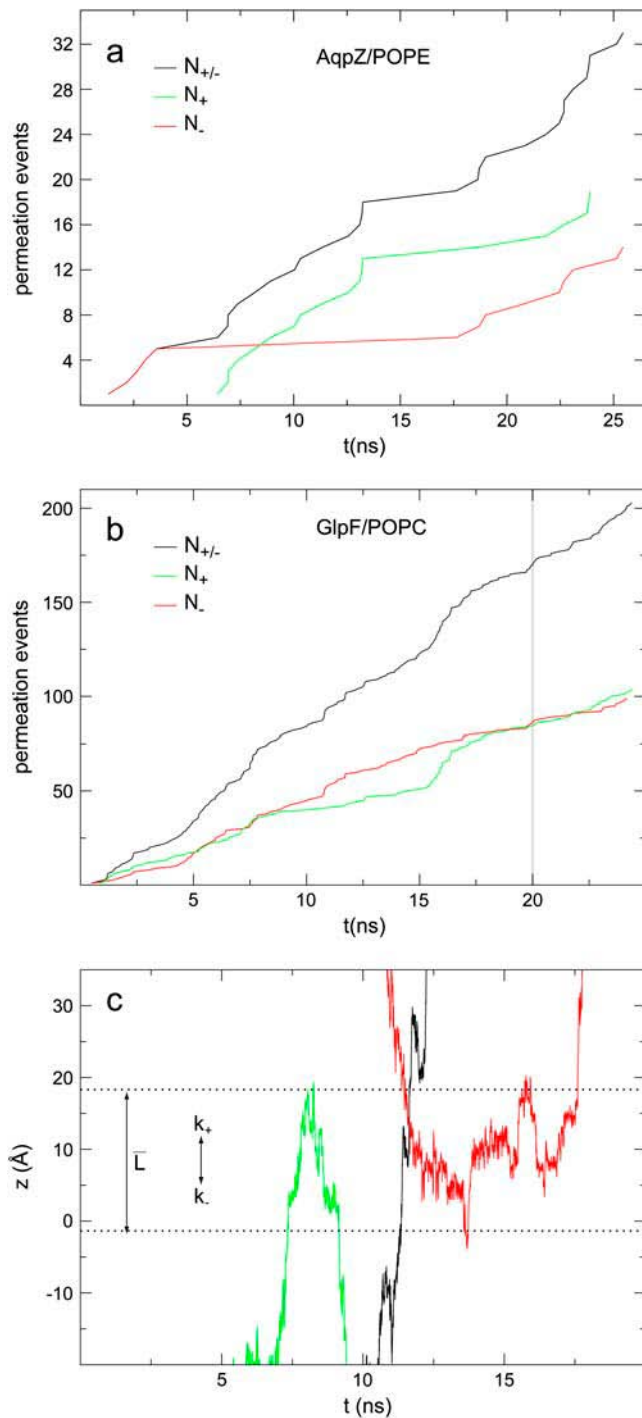 a
AqpZ/POPE
N+/-
N+
N-
permeation events
32
28
24
20
16
12
8
4
5
10
15
20
25
t(ns)
b
GlpF/POPC
N+/-
N+
N-
permeation events
200
150
100
50
5
10
15
20
t(ns)
c
z (Å)
30
20
10
0
-10
L̅
k+
k-
5
10
15
t (ns)